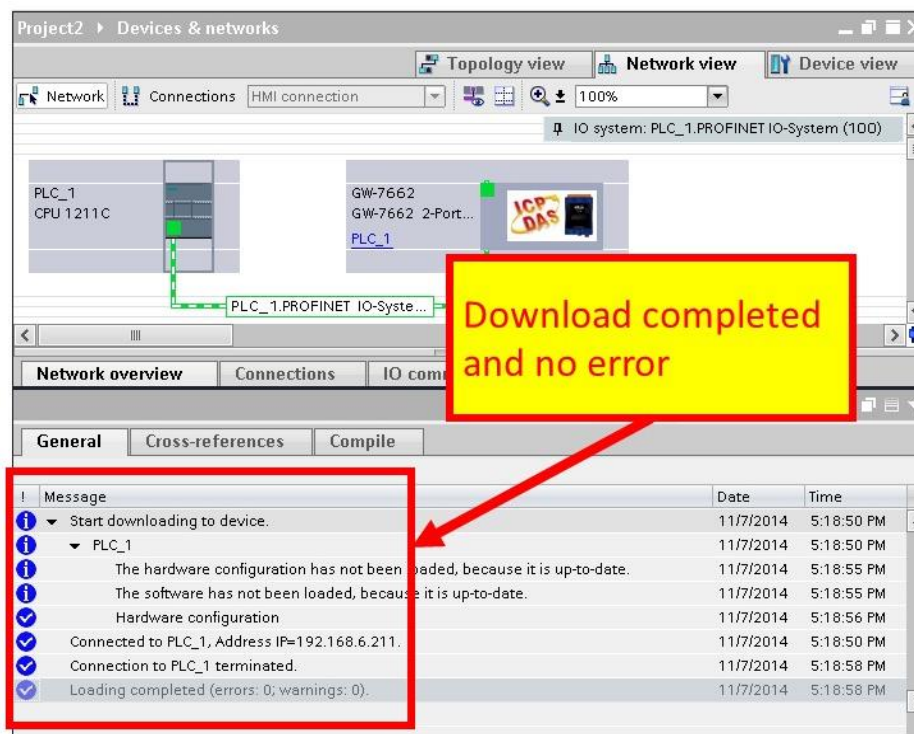 Project2 ▸ Devices & networks
Topology view Network view Device view
Network Connections HMI connection 100%
IO system: PLC_1.PROFINET IO-System (100)
PLC_1
CPU 1211C
GW-7662
GW-7662 2-Port...
PLC_1
ICP
DAS
PLC_1.PROFINET IO-Syste...
Download completed
and no error
Network overview Connections IO comm
General Cross-references Compile
! Message Date Time
Start downloading to device. 11/7/2014 5:18:50 PM
PLC_1 11/7/2014 5:18:50 PM
The hardware configuration has not been loaded, because it is up-to-date. 11/7/2014 5:18:55 PM
The software has not been loaded, because it is up-to-date. 11/7/2014 5:18:55 PM
Hardware configuration 11/7/2014 5:18:56 PM
Connected to PLC_1, Address IP=192.168.6.211. 11/7/2014 5:18:50 PM
Connection to PLC_1 terminated. 11/7/2014 5:18:58 PM
Loading completed (errors: 0; warnings: 0). 11/7/2014 5:18:58 PM